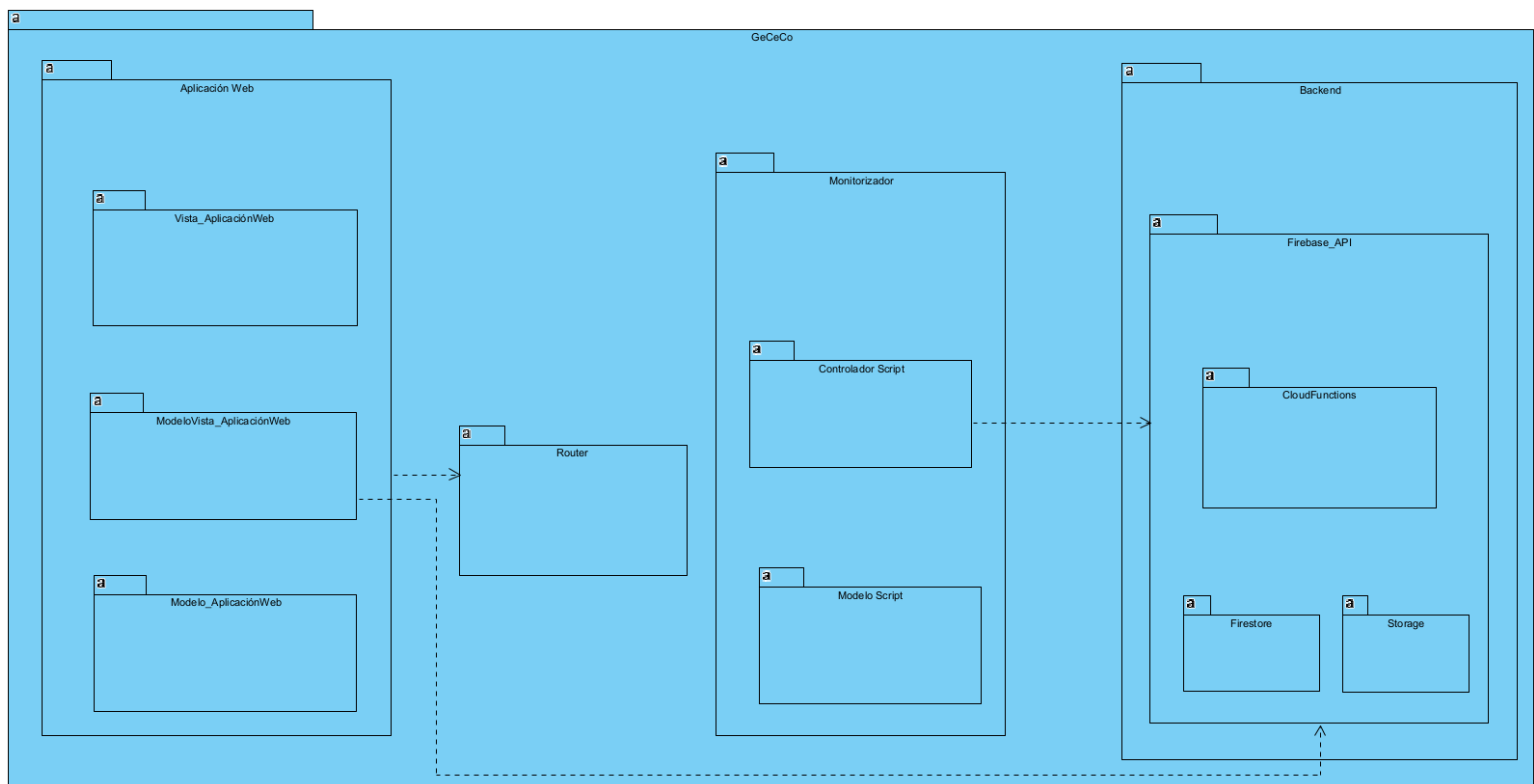 a
GeCeCo
a
Aplicación Web
a
Vista_AplicaciónWeb
a
ModeloVista_AplicaciónWeb
a
Modelo_AplicaciónWeb
a
Router
a
Monitorizador
a
Controlador Script
a
Modelo Script
a
Backend
a
Firebase_API
a
CloudFunctions
a
Firestore
a
Storage